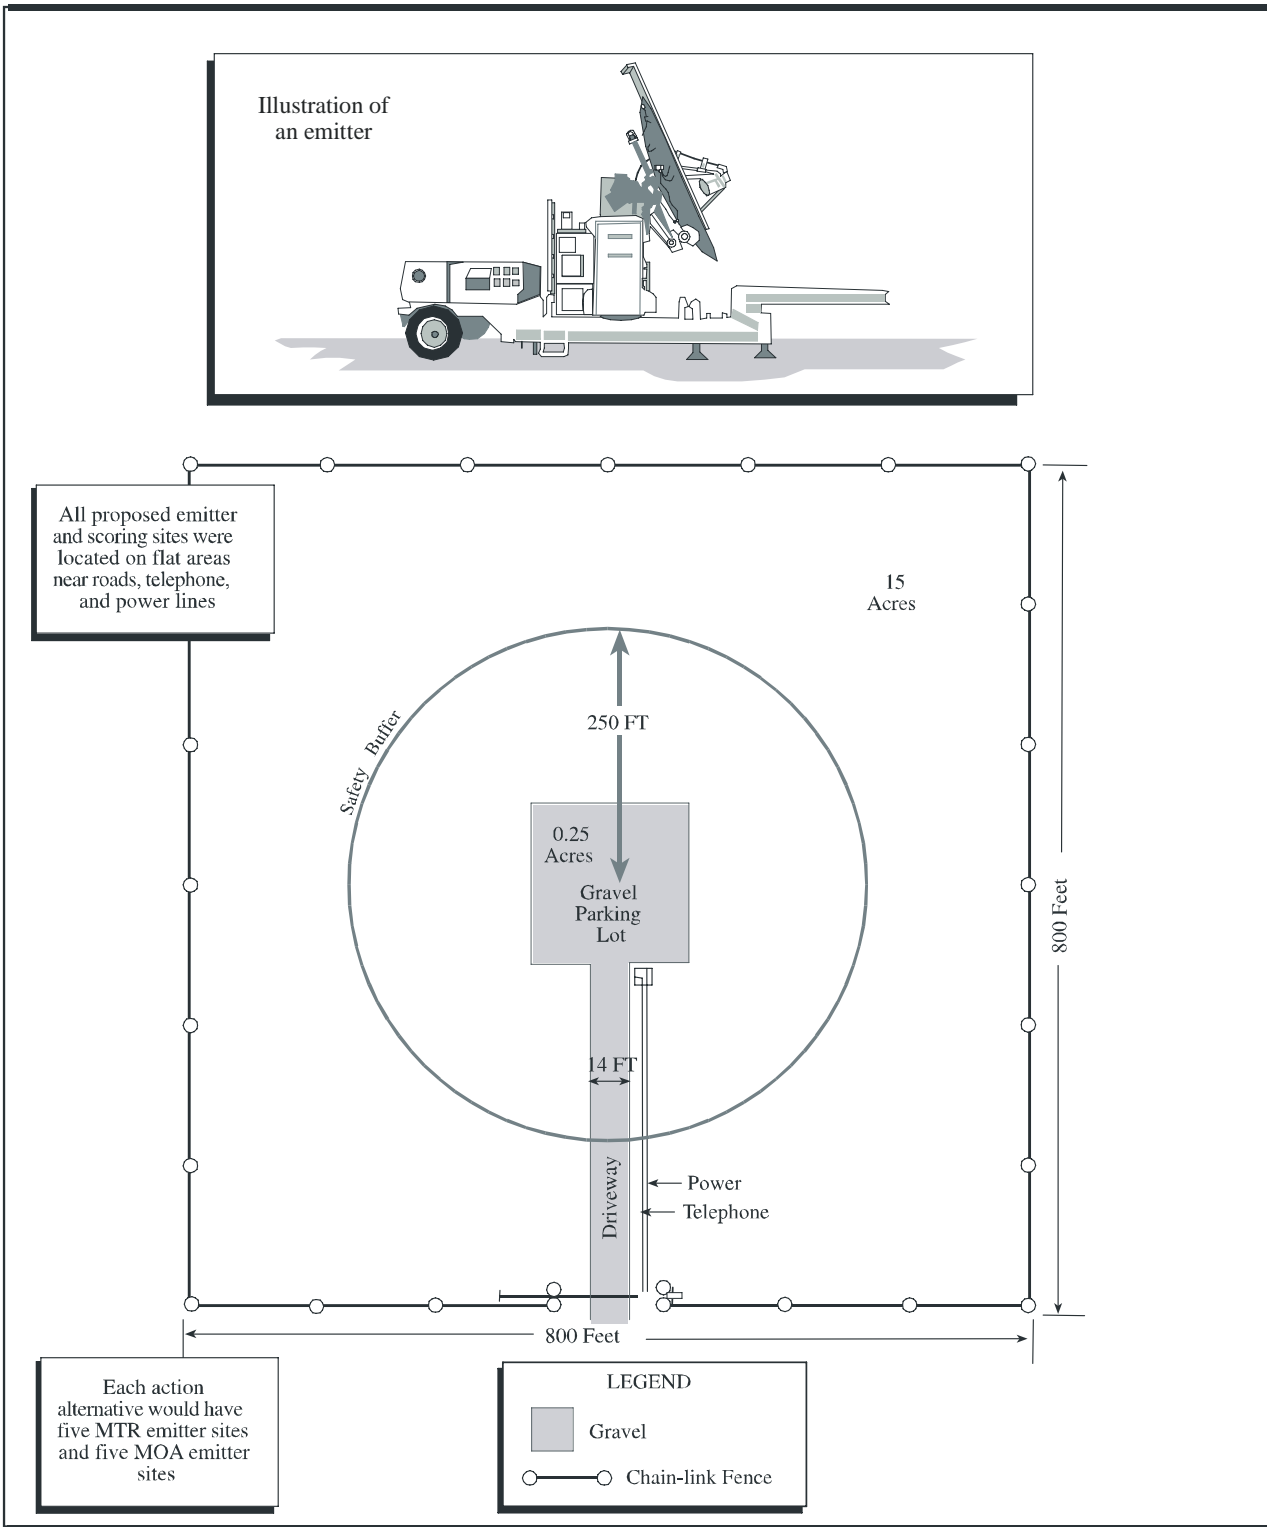 Illustration of
an emitter
All proposed emitter
and scoring sites were
located on flat areas
near roads, telephone,
and power lines
15
Acres
Safety Buffer
250 FT
0.25
Acres
Gravel
Parking
Lot
800 Feet
14 FT
Driveway
Power
Telephone
800 Feet
Each action
alternative would have
five MTR emitter sites
and five MOA emitter
sites
LEGEND
Gravel
Chain-link Fence